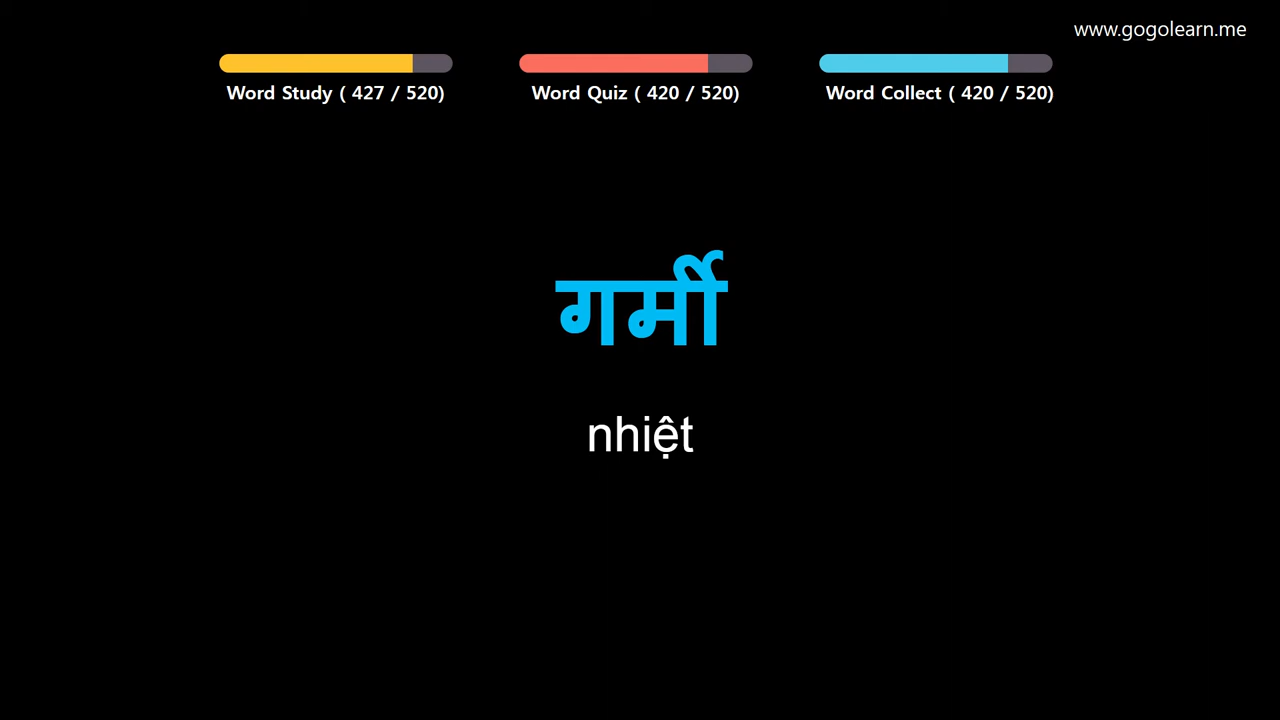 www.gogolearn.me
Word Study ( 427 / 520)
Word Quiz ( 420 / 520)
Word Collect ( 420 / 520)
गर्मी
nhiệt